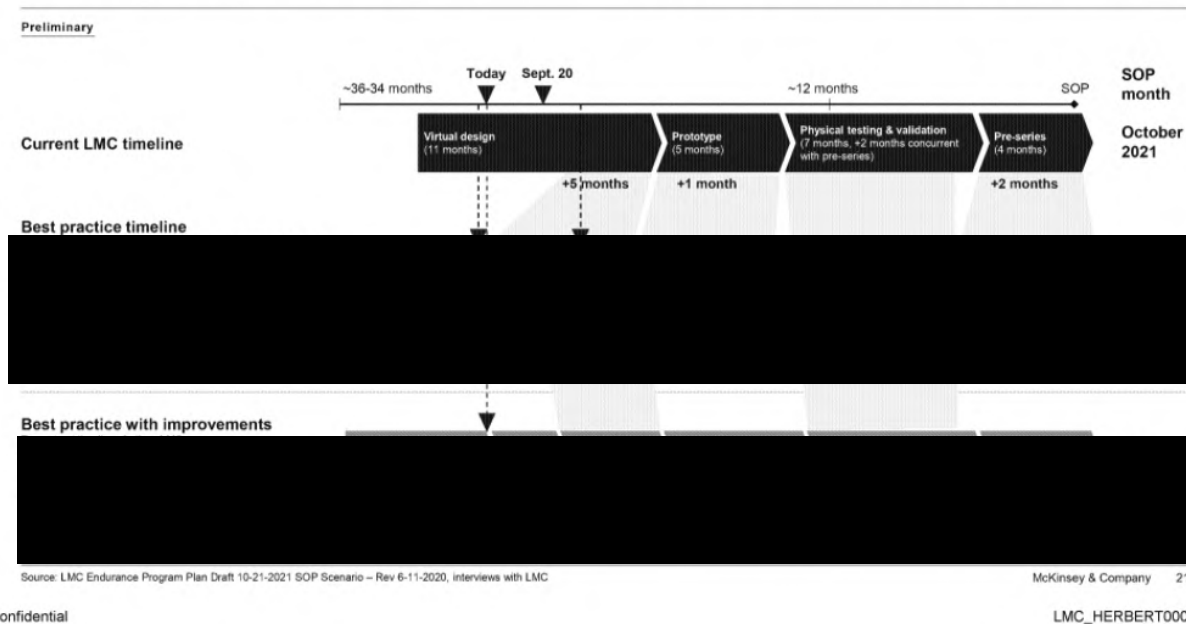 Preliminary
Today Sept. 20
~36-34 months ~12 months SOP
SOP
month
Current LMC timeline
Virtual design
(11 months)
Prototype
(5 months)
Physical testing & validation
(7 months, +2 months concurrent
with pre-series)
Pre-series
(4 months)
October
2021
+5 months +1 month +2 months
Best practice timeline
Best practice with improvements
Source: LMC Endurance Program Plan Draft 10-21-2021 SOP Scenario – Rev 6-11-2020, interviews with LMC
McKinsey & Company 21
onfidential
LMC_HERBERT000